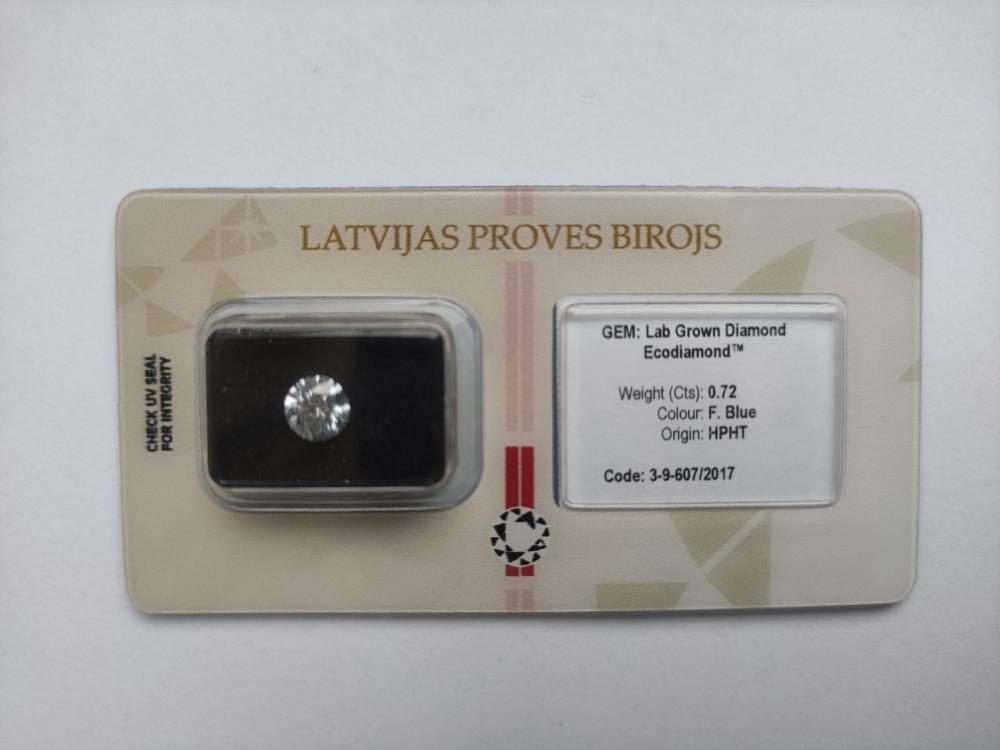 LATVIJAS PROVES BIROJS
CHECK UV SEAL
FOR INTEGRITY
GEM: Lab Grown Diamond
Ecodiamond™
Weight (Cts): 0.72
Colour: F. Blue
Origin: HPHT
Code: 3-9-607/2017